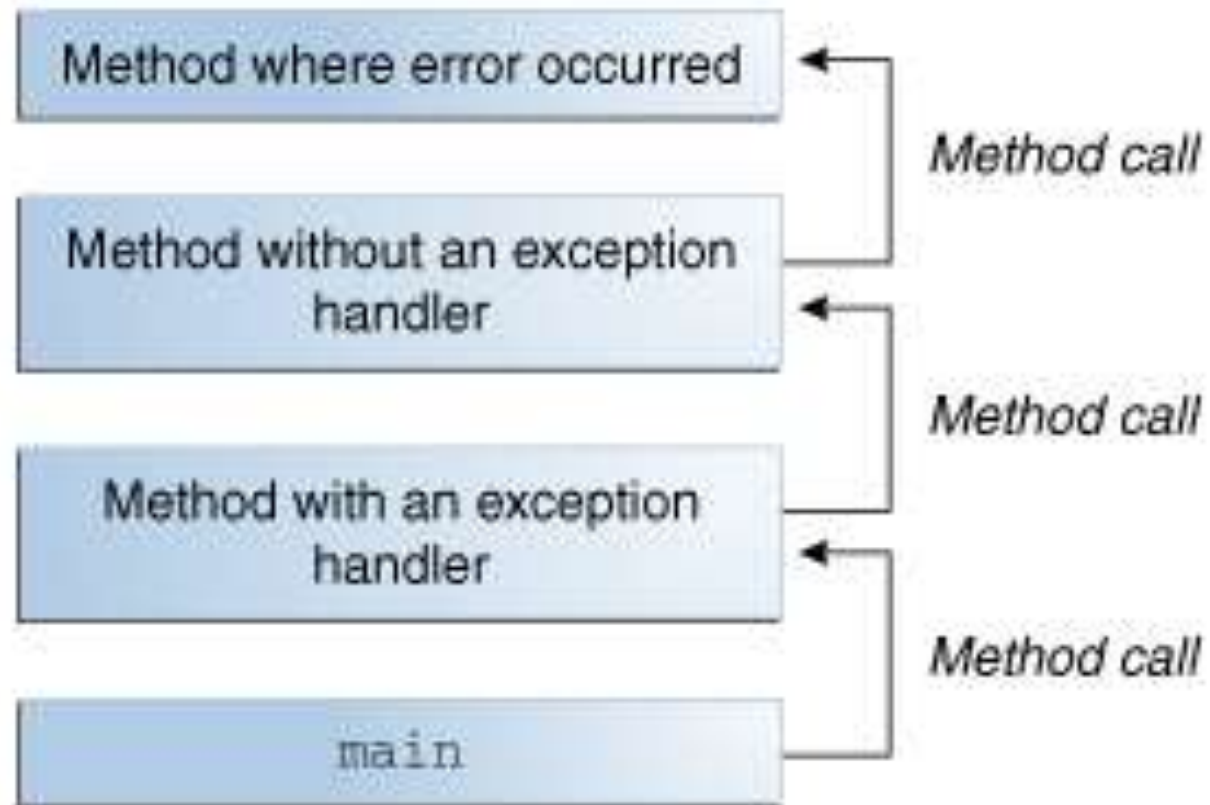 Method where error occurred
Method call
Method without an exception
handler
Method call
Method with an exception
handler
Method call
main